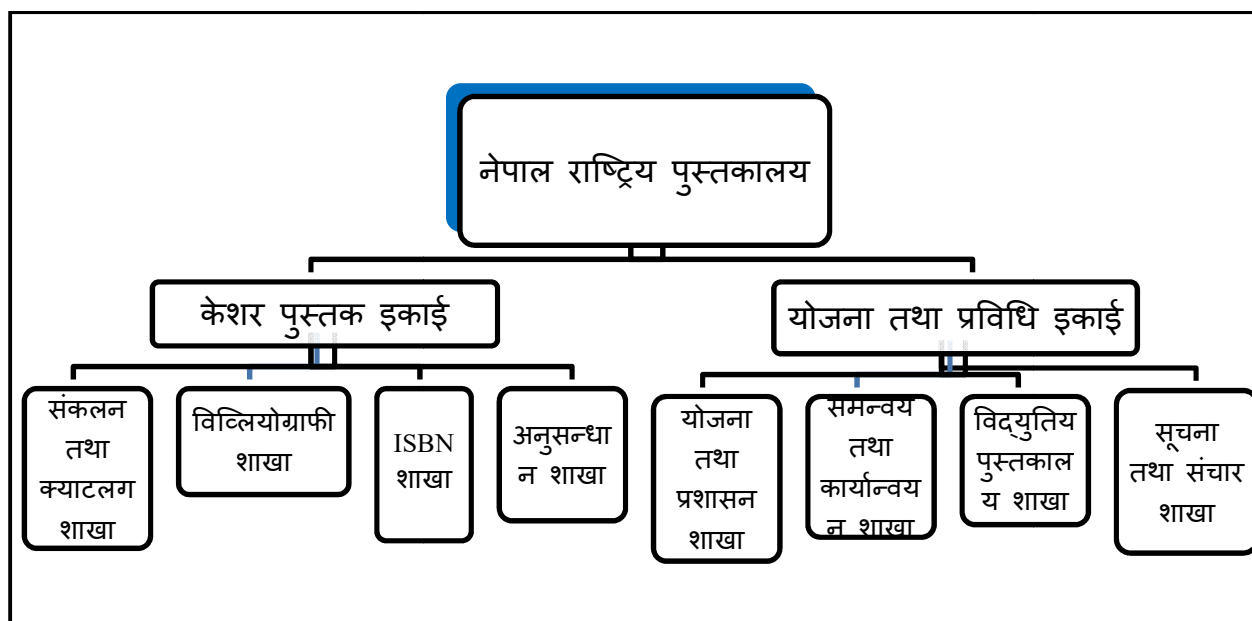 नेपाल राष्ट्रिय पुस्तकालय
केशर पुस्तक इकाई
योजना तथा प्रविधि इकाई
संकलन
तथा
क्याटलग
शाखा
विव्लियोग्राफी
शाखा
ISBN
शाखा
अनुसन्धा
न शाखा
योजना
तथा
प्रशासन
शाखा
समन्वय
तथा
कार्यान्वय
न शाखा
विद्युतिय
पुस्तकाल
य शाखा
सूचना
तथा संचार
शाखा